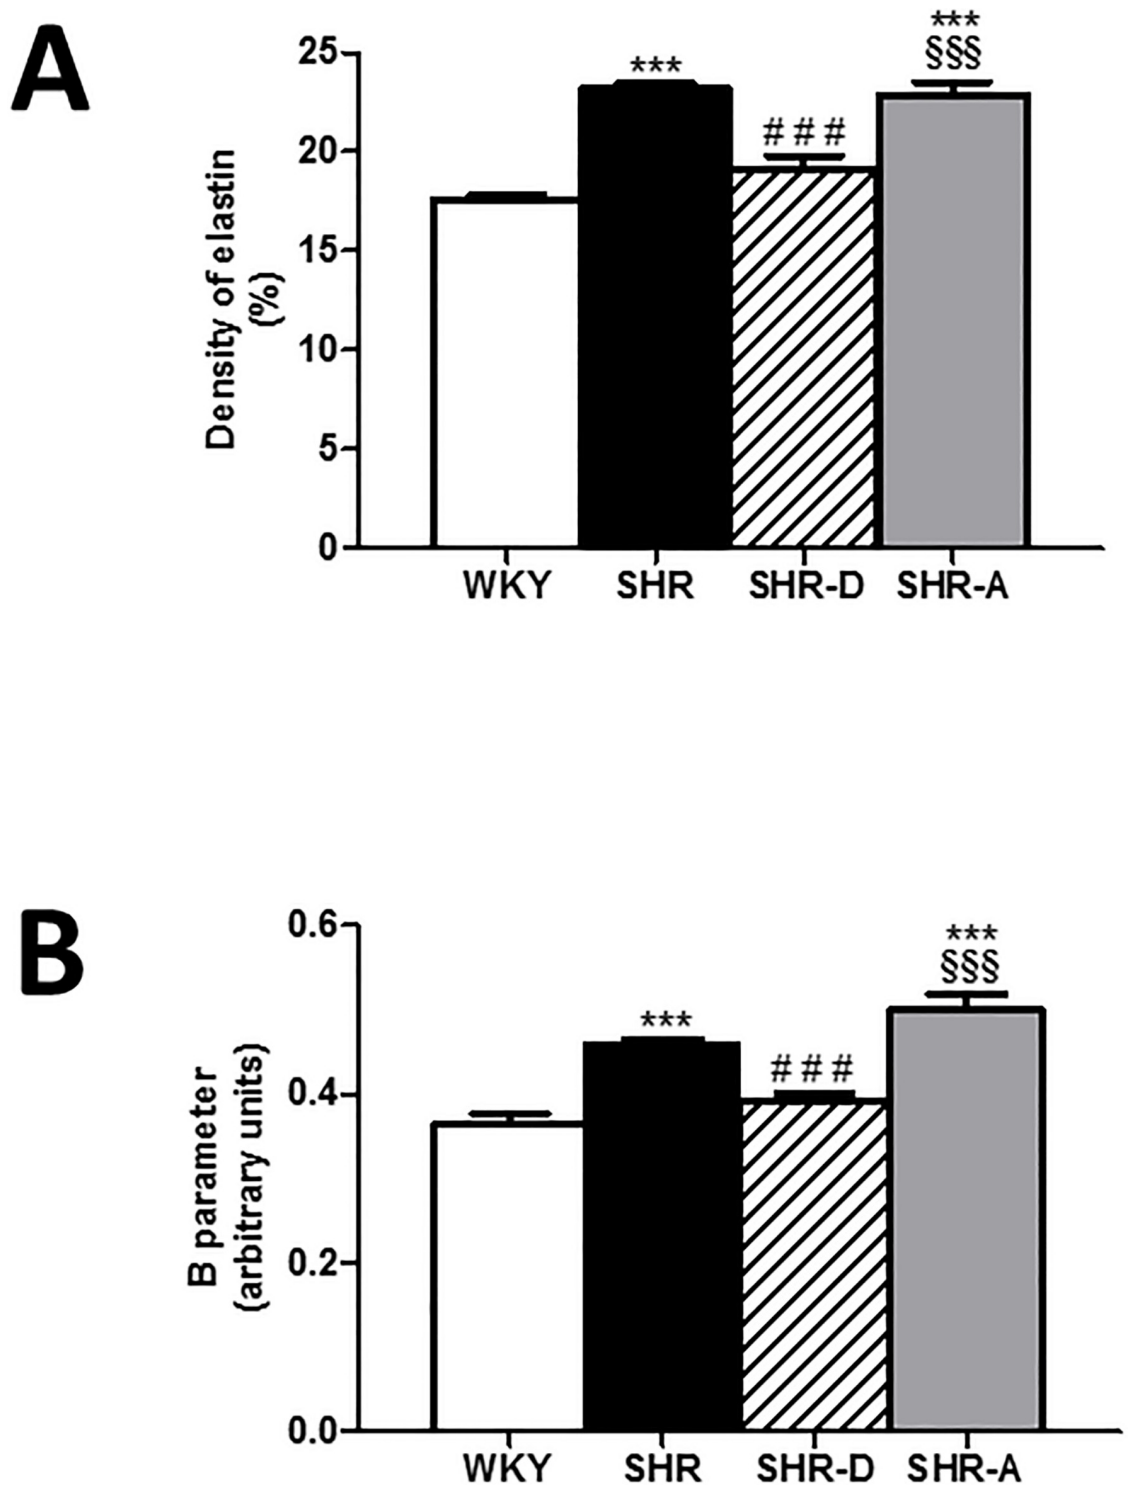 A
Density of elastin
(%)
25
20
15
10
5
0
***
# # #
***
§§§
WKY SHR SHR-D SHR-A
B
B parameter
(arbitrary units)
0.6
0.4
0.2
0.0
***
# # #
***
§§§
WKY SHR SHR-D SHR-A